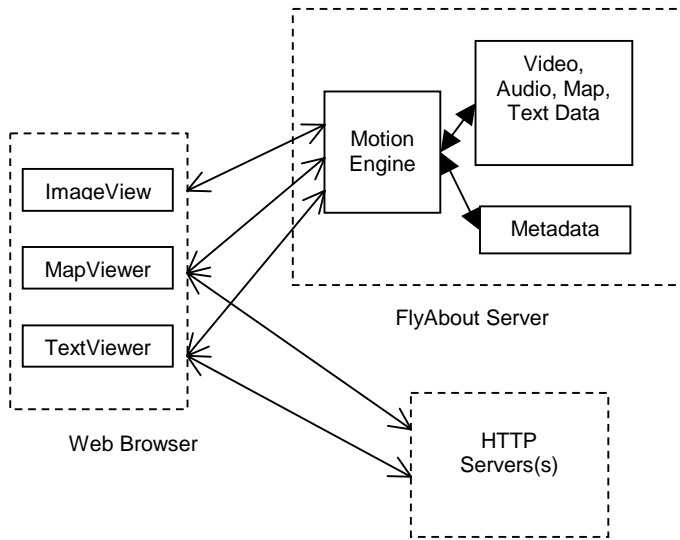 Video,
Audio, Map,
Text Data
Motion
Engine
ImageView
Metadata
MapViewer
FlyAbout Server
TextViewer
Web Browser
HTTP
Servers(s)